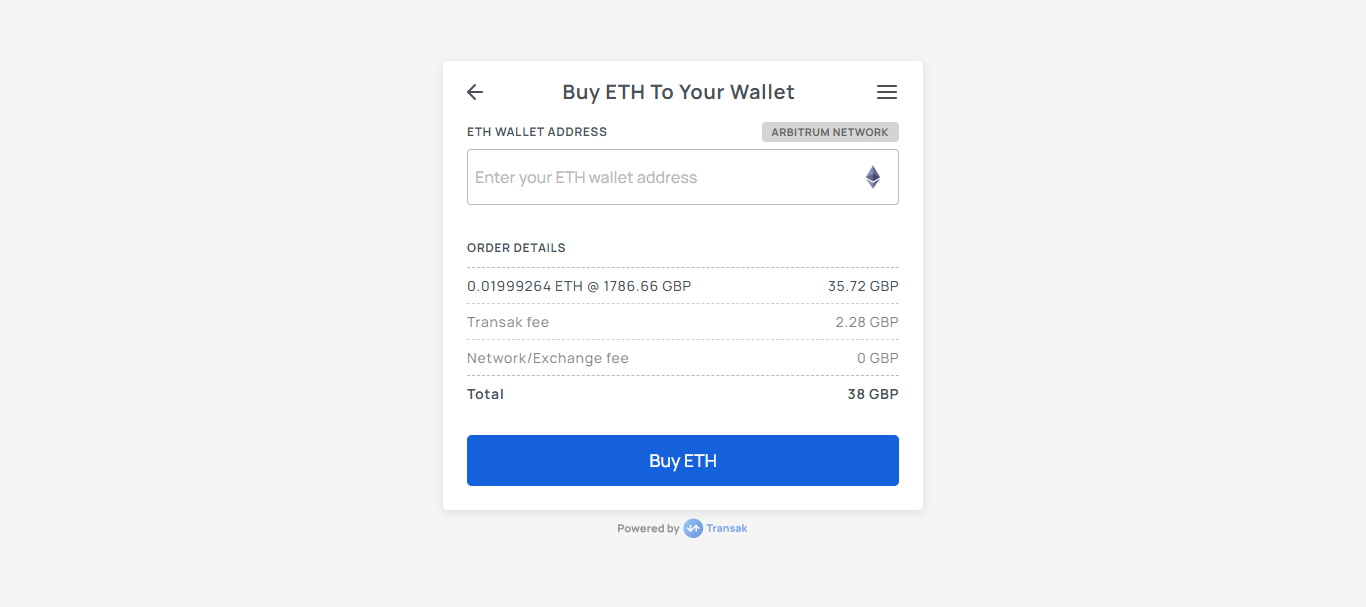 Buy ETH To Your Wallet
ETH WALLET ADDRESS ARBITRUM NETWORK
Enter your ETH wallet address
ORDER DETAILS
0.01999264 ETH @ 1786.66 GBP 35.72 GBP
Transak fee 2.28 GBP
Network/Exchange fee 0 GBP
Total 38 GBP
Buy ETH
Powered by Transak